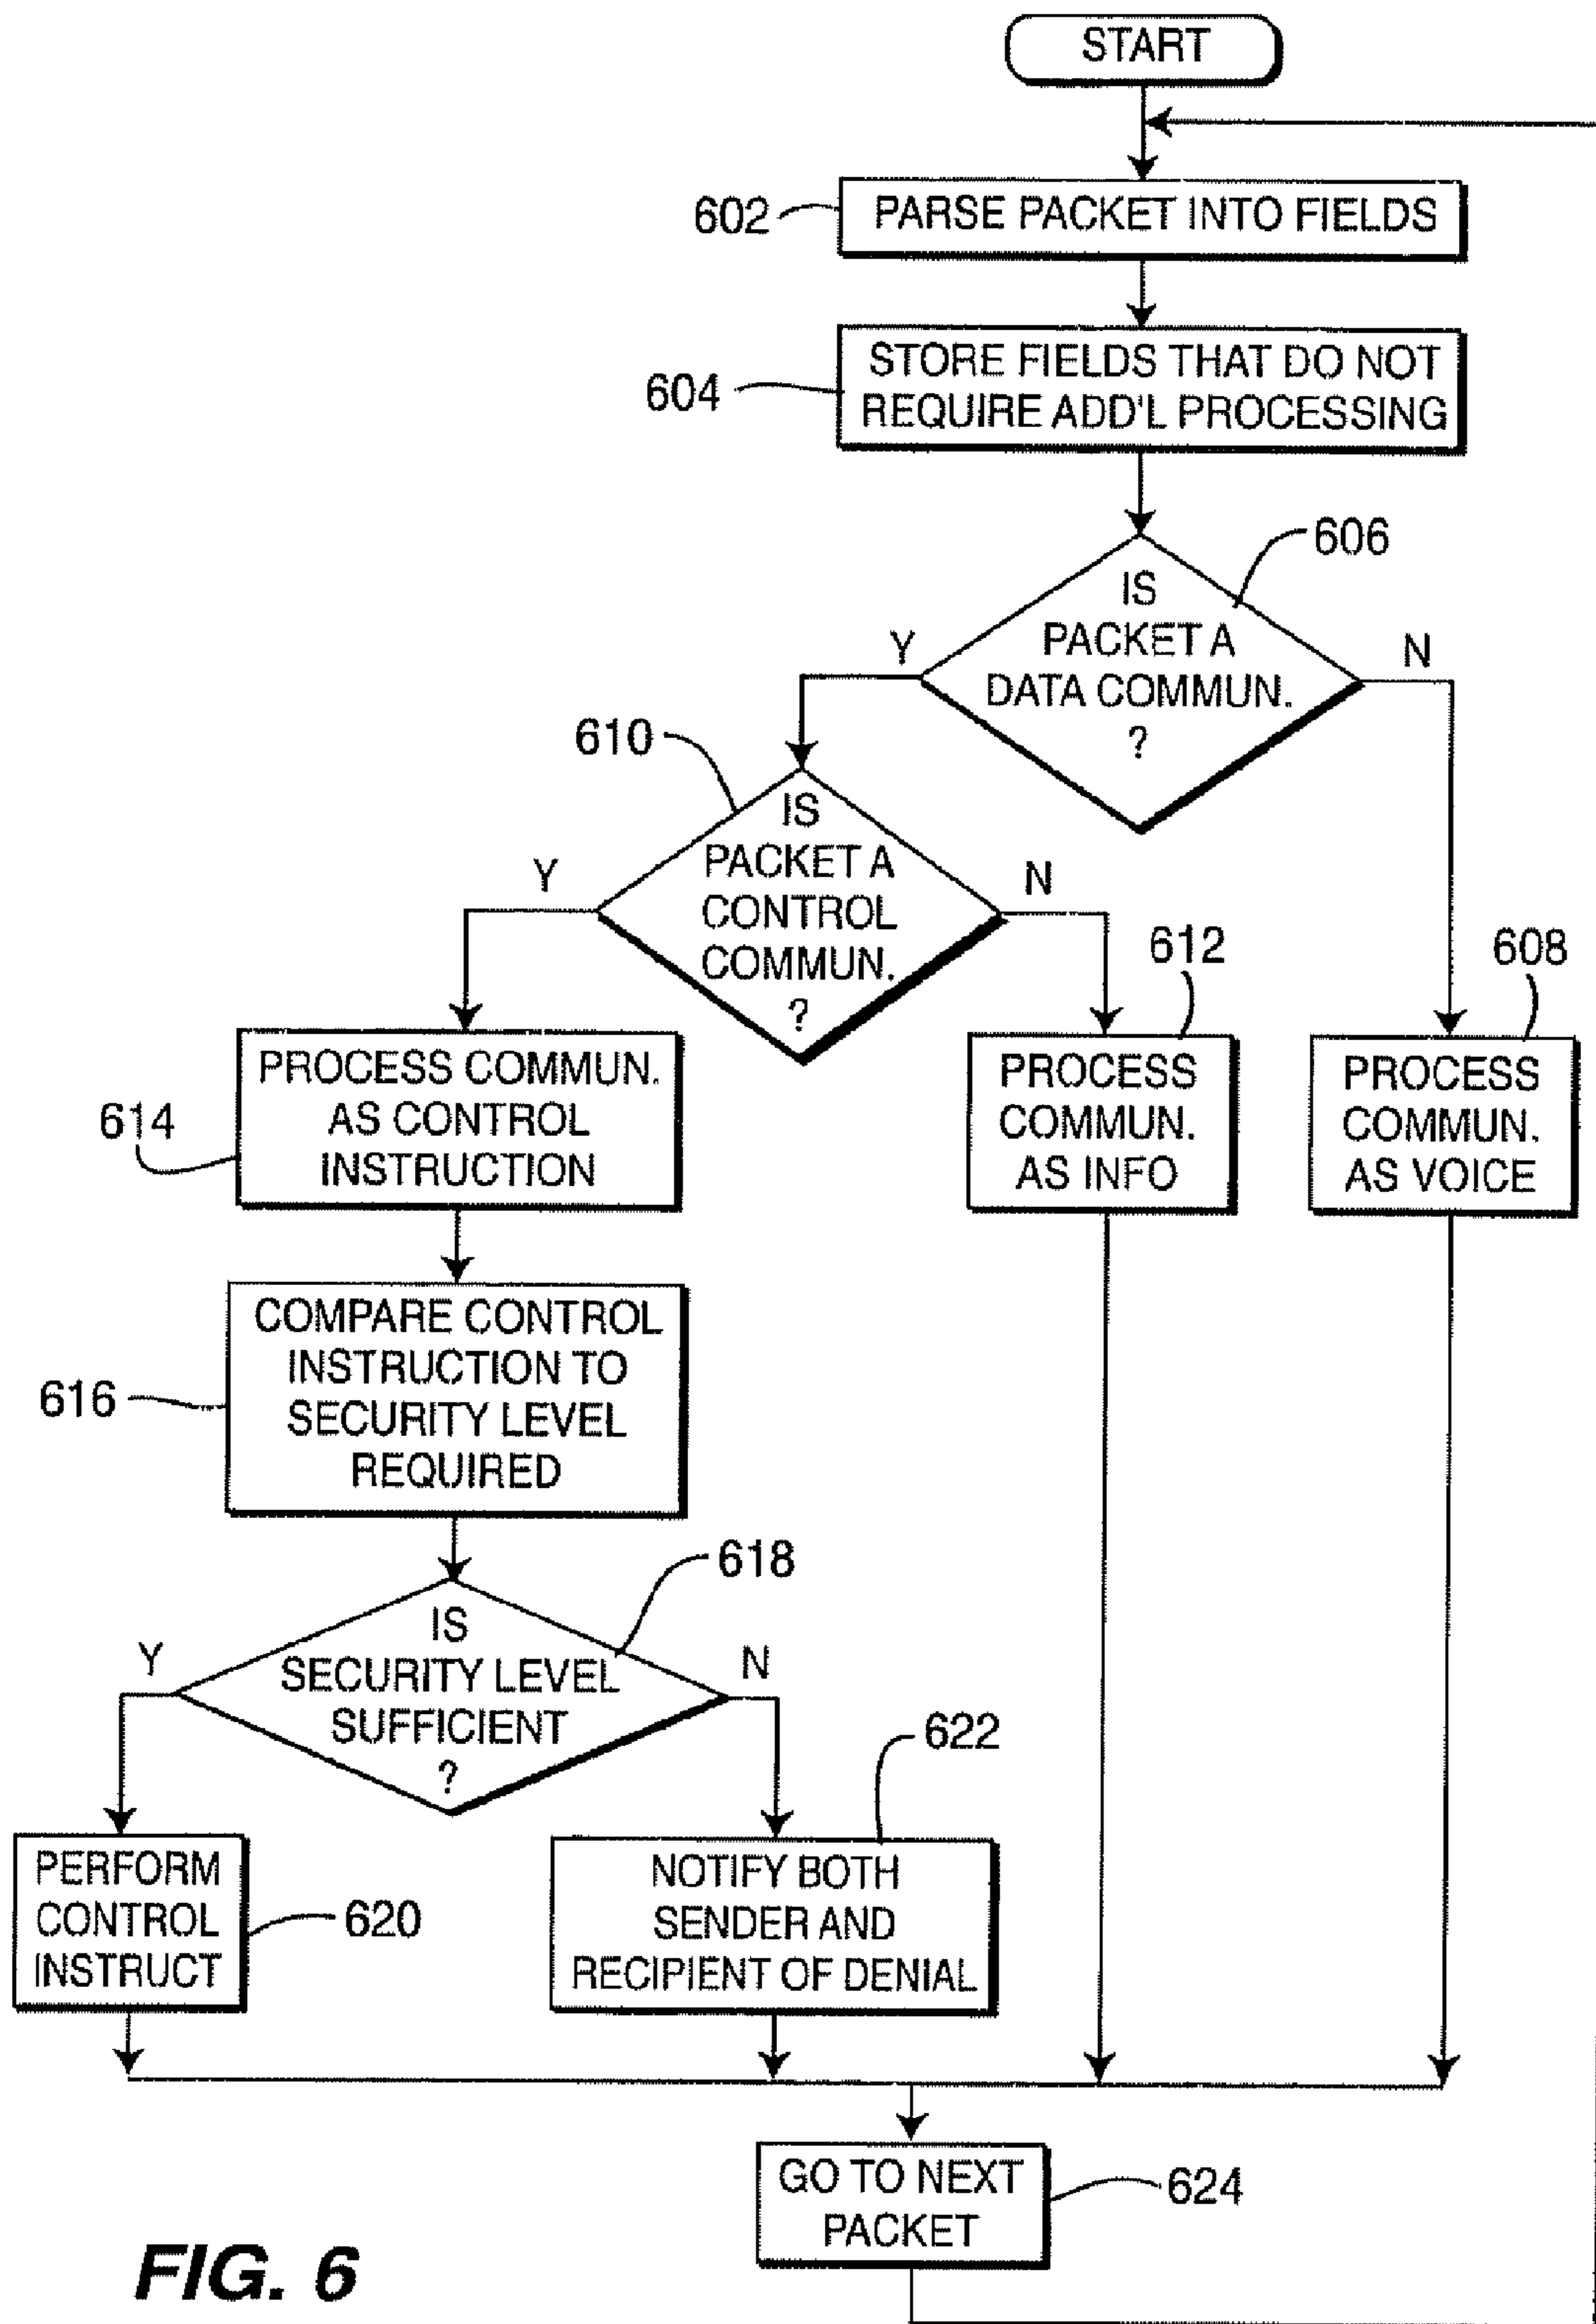 START
602
PARSE PACKET INTO FIELDS
604
STORE FIELDS THAT DO NOT
REQUIRE ADD'L PROCESSING
606
IS
PACKET A
DATA COMMUN.
?
Y
N
610
IS
PACKET A
CONTROL
COMMUN.
?
Y
N
612
608
614
PROCESS COMMUN.
AS CONTROL
INSTRUCTION
PROCESS
COMMUN.
AS INFO
PROCESS
COMMUN.
AS VOICE
616
COMPARE CONTROL
INSTRUCTION TO
SECURITY LEVEL
REQUIRED
618
IS
SECURITY LEVEL
SUFFICIENT
?
Y
N
622
PERFORM
CONTROL
INSTRUCT
620
NOTIFY BOTH
SENDER AND
RECIPIENT OF DENIAL
GO TO NEXT
PACKET
624
FIG. 6